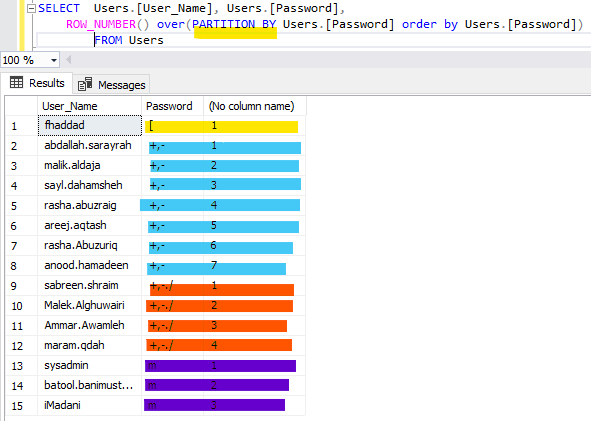 SELECT Users.[User_Name], Users.[Password],
ROW_NUMBER() over(PARTITION BY Users.[Password] order by Users.[Password])
FROM Users
100 %
Results Messages
User_Name Password (No column name)
1 fhaddad [ 1
2 abdallah.sarayrah +,- 1
3 malik.aldaja +,- 2
4 sayl.dahamsheh +,- 3
5 rasha.abuzraig +,- 4
6 areej.aqtash +,- 5
7 rasha.Abuzuriq +,- 6
8 anood.hamadeen +,- 7
9 sabreen.shraim +,-./ 1
10 Malek.Alghuwairi +,-./ 2
11 Ammar.Awamleh +,-./ 3
12 maram.qdah +,-./ 4
13 sysadmin m 1
14 batool.banimust... m 2
15 iMadani m 3